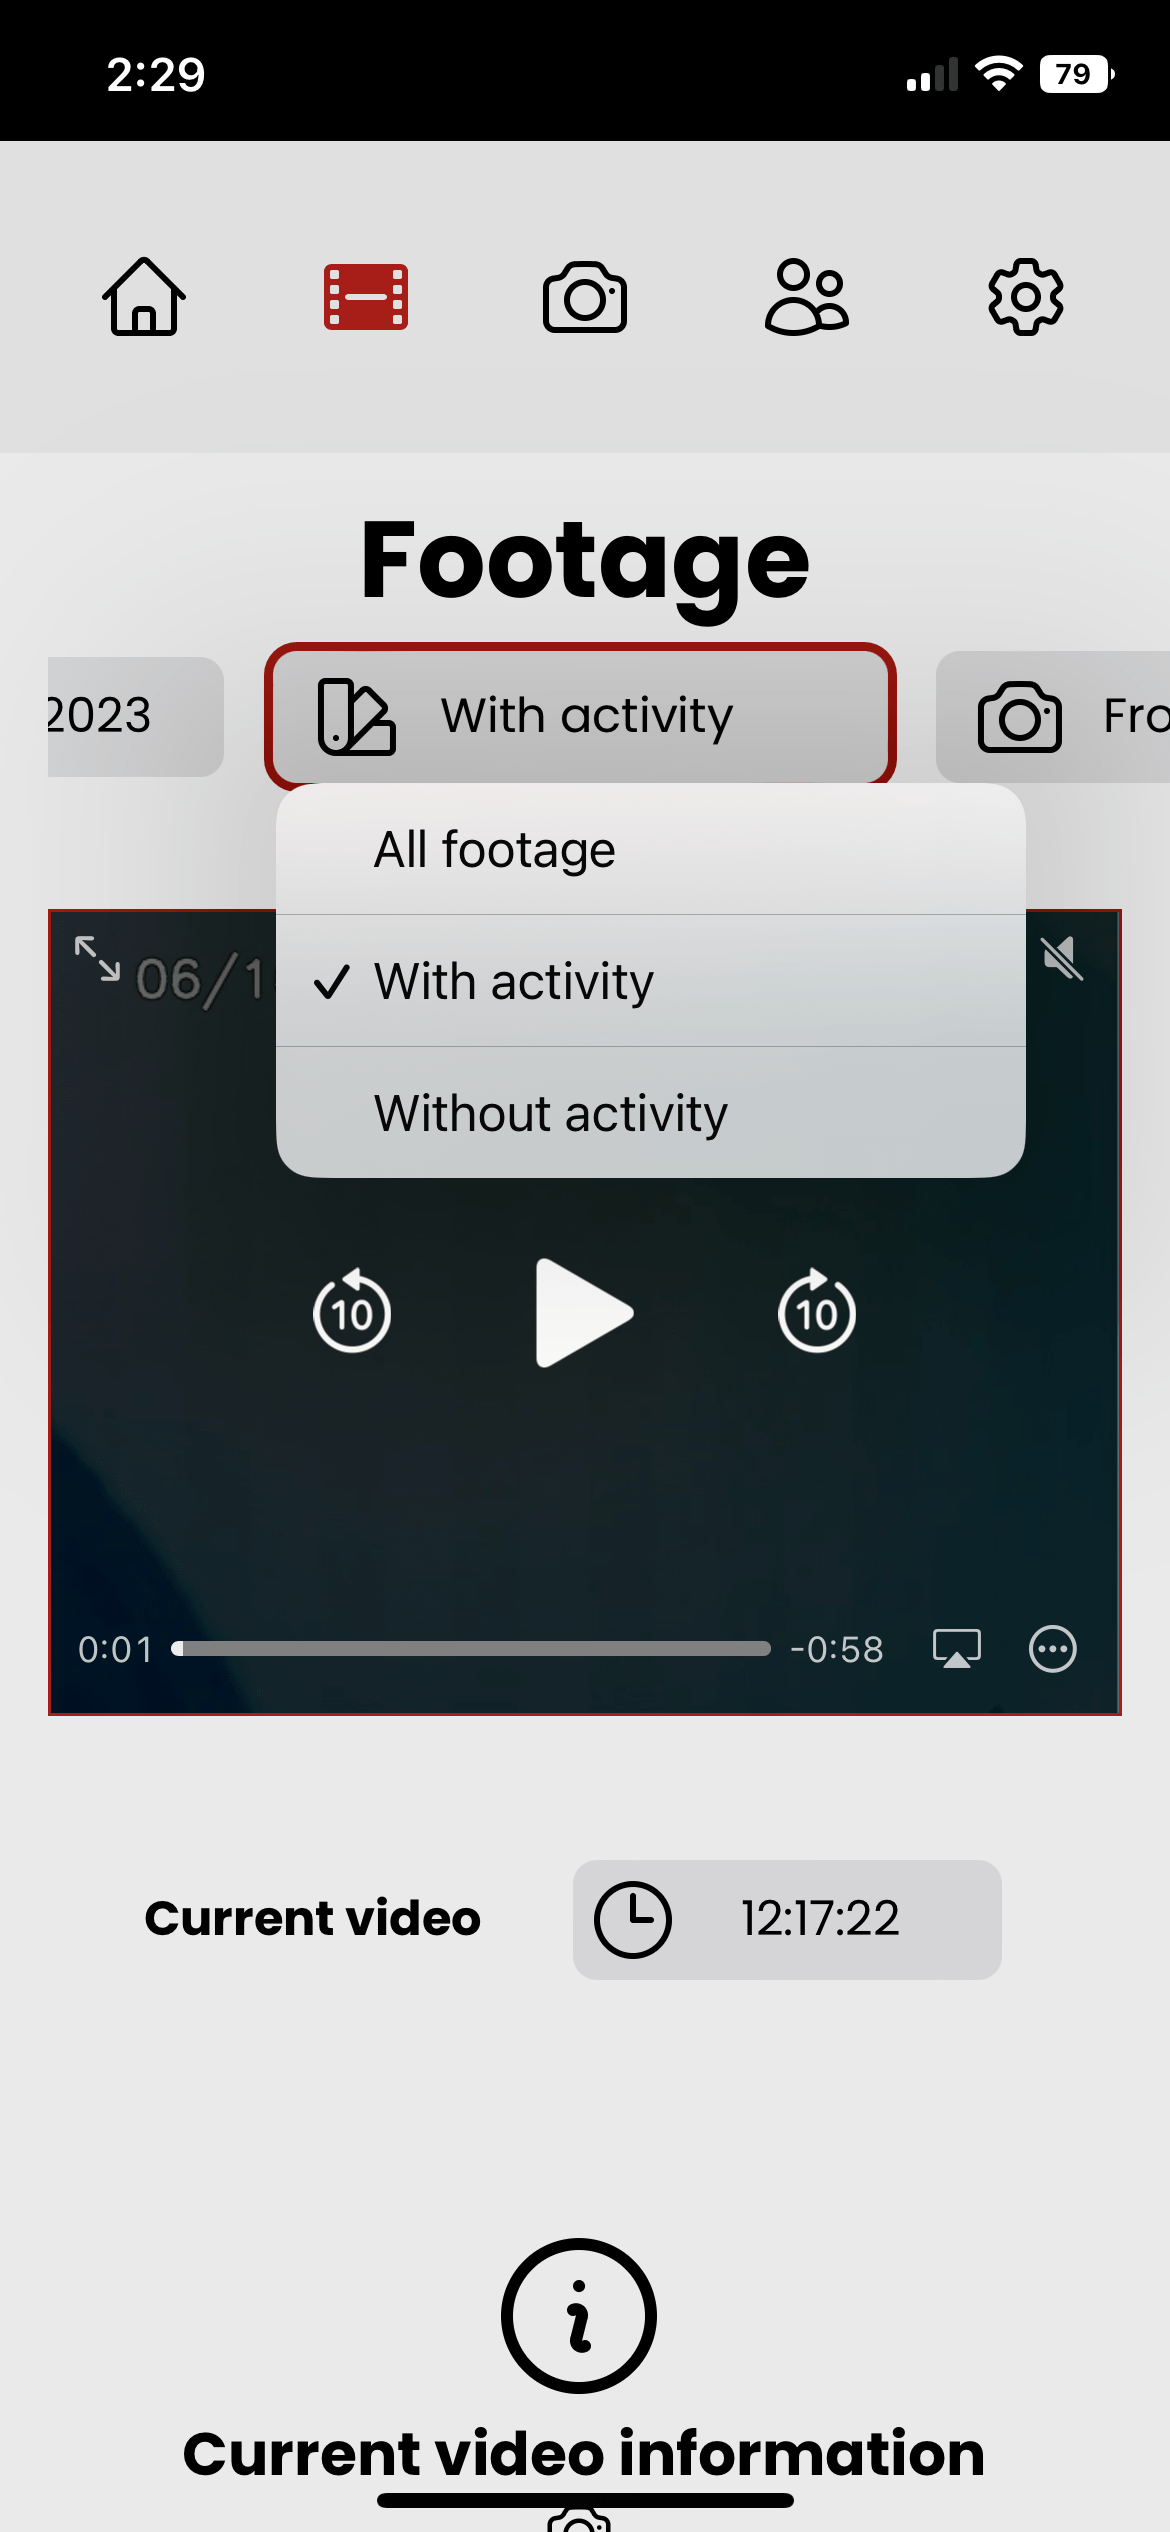 2:29
79
Footage
2023
With activity
Fro
All footage
With activity
Without activity
06/1
10
10
0:01
-0:58
Current video
12:17:22
Current video information